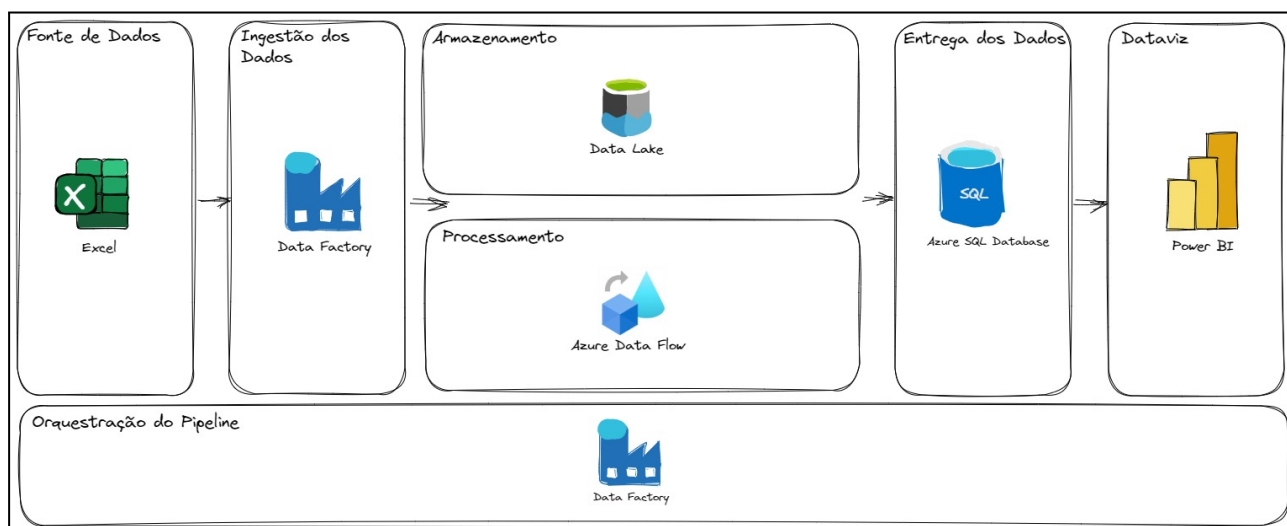 Fonte de Dados
Ingestão dos
Dados
Armazenamento
Entrega dos Dados
Dataviz
Data Lake
X
Excel
Data Factory
Processamento
Azure Data Flow
SQL
Azure SQL Database
Power BI
Orquestração do Pipeline
Data Factory